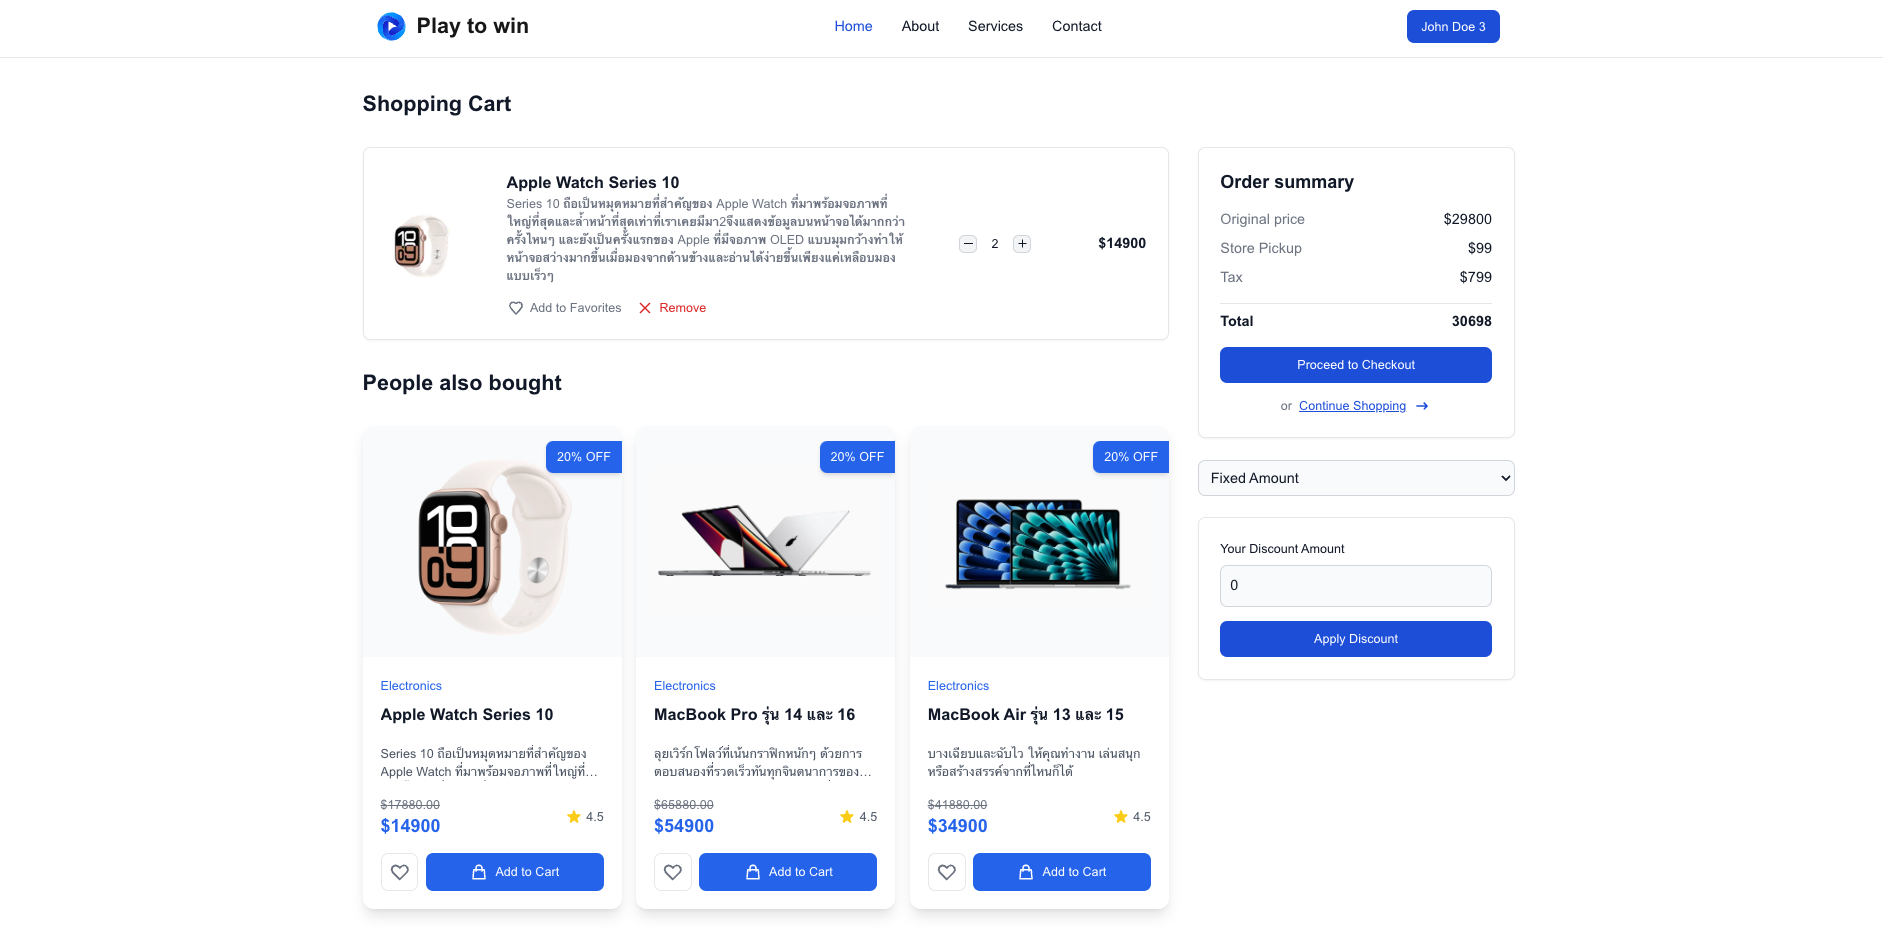 Play to win
Home
About
Services
Contact
John Doe 3
Shopping Cart
Apple Watch Series 10
Series 10 ถือเป็นหมุดหมายที่สำคัญของ Apple Watch ที่มาพร้อมจอภาพที่
ใหญ่ที่สุดและล้ำหน้าที่สุดเท่าที่เราเคยมีมา2จึงแสดงข้อมูลบนหน้าจอได้มากกว่า
ครั้งไหนๆ และยังเป็นครั้งแรกของ Apple ที่มีจอภาพ OLED แบบมุมกว้างทำให้
หน้าจอสว่างมากขึ้นเมื่อมองจากด้านข้างและอ่านได้ง่ายขึ้นเพียงแค่เหลือบมอง
แบบเร็วๆ
2
$14900
Add to Favorites
Remove
Order summary
Original price $29800
Store Pickup $99
Tax $799
Total 30698
Proceed to Checkout
or Continue Shopping
Fixed Amount
Your Discount Amount
0
Apply Discount
People also bought
20% OFF
Electronics
Apple Watch Series 10
Series 10 ถือเป็นหมุดหมายที่สำคัญของ
Apple Watch ที่มาพร้อมจอภาพที่ใหญ่ที่…
$17880.00
$14900
4.5
Add to Cart
20% OFF
Electronics
MacBook Pro รุ่น 14 และ 16
ลุยเวิร์กโฟลว์ที่เน้นกราฟิกหนักๆ ด้วยการ
ตอบสนองที่รวดเร็วทันทุกจินตนาการของ…
$65880.00
$54900
4.5
Add to Cart
20% OFF
Electronics
MacBook Air รุ่น 13 และ 15
บางเฉียบและฉับไว ให้คุณทำงาน เล่นสนุก
หรือสร้างสรรค์จากที่ไหนก็ได้
$41880.00
$34900
4.5
Add to Cart